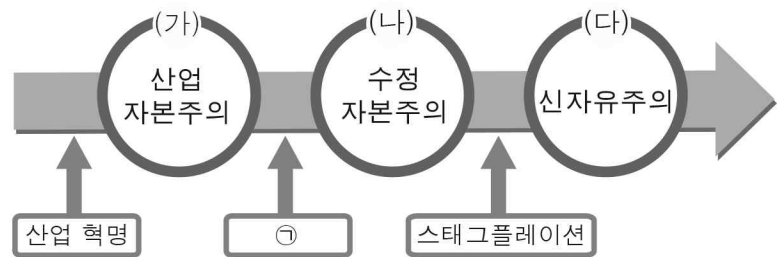 (가)
산업
자본주의
(나)
수정
자본주의
(다)
신자유주의
산업 혁명
㉠
스태그플레이션